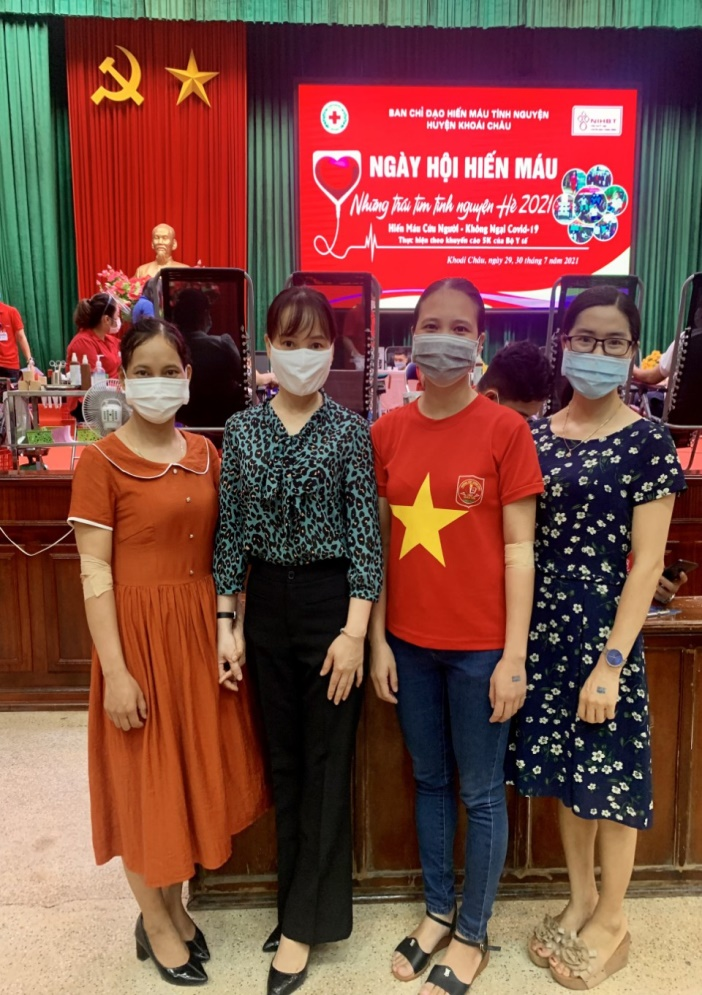 BAN CHỈ ĐẠO HIẾN MÁU TÌNH NGUYỆN
HUYỆN KHOÁI CHÂU
NIHBT
NGÀY HỘI HIẾN MÁU
Những trái tim tình nguyện Hè 2021
Hiến Máu Cứu Người - Không Ngại Covid-19
Thực hiện theo khuyến cáo 5K của Bộ Y tế
Khoái Châu, ngày 29, 30 tháng 7 năm 2021